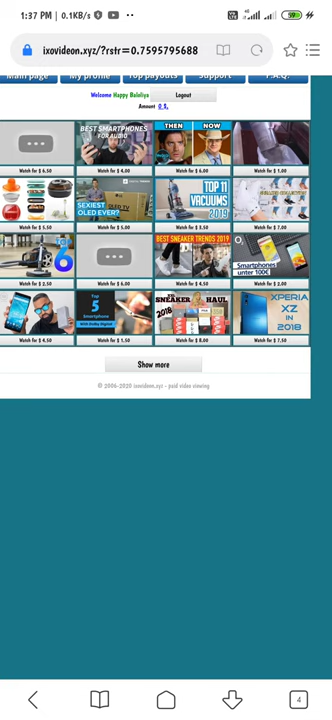 1:37 PM | 0.1KB/s
59
ixovideon.xyz/?rstr=0.7595795688
Main page
My profile
Top payouts
Support
F.A.Q.
Welcome Happy Baloliya
Logout
Amount 0 $.
BEST SMARTPHONES
FOR AUDIO
THEN
NOW
Watch for $ 6.50
Watch for $ 4.00
Watch for $ 6.00
Watch for $ 1.00
SEXIEST
OLED EVER?
TOP 11
VACUUMS
2019
Watch for $ 5.50
Watch for $ 5.00
Watch for $ 3.50
Watch for $ 7.00
6
BEST SNEAKER TRENDS 2019
Smartphones
unter 100€
Watch for $ 2.50
Watch for $ 6.00
Watch for $ 4.50
Watch for $ 2.00
Top
5
Smartphone
With Dolby Digital
SNEAKER HAUL
2018
XPERIA
XZ
IN
2018
Watch for $ 4.50
Watch for $ 1.50
Watch for $ 8.00
Watch for $ 7.50
Show more
© 2006-2020 ixovideon.xyz - paid video viewing
4